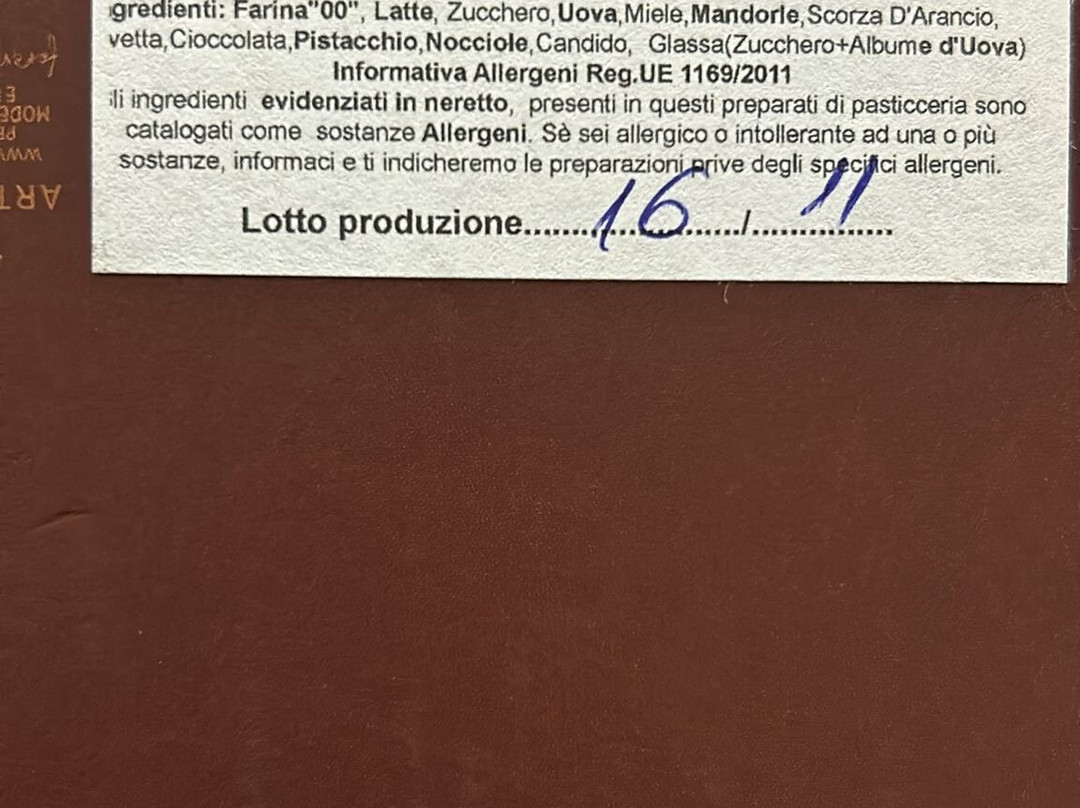 gredienti: Farina"00", Latte, Zucchero,Uova,Miele,Mandorle,Scorza D'Arancio,
vetta,Cioccolata,Pistacchio,Nocciole,Candido, Glassa(Zucchero+Albume d'Uova)
Informativa Allergeni Reg.UE 1169/2011
li ingredienti evidenziati in neretto, presenti in questi preparati di pasticceria sono
catalogati come sostanze Allergeni. Sè sei allergico o intollerante ad una o più
sostanze, informaci e ti indicheremo le preparazioni prive degli specifici allergeni.
Lotto produzione......16....../......11......
ART